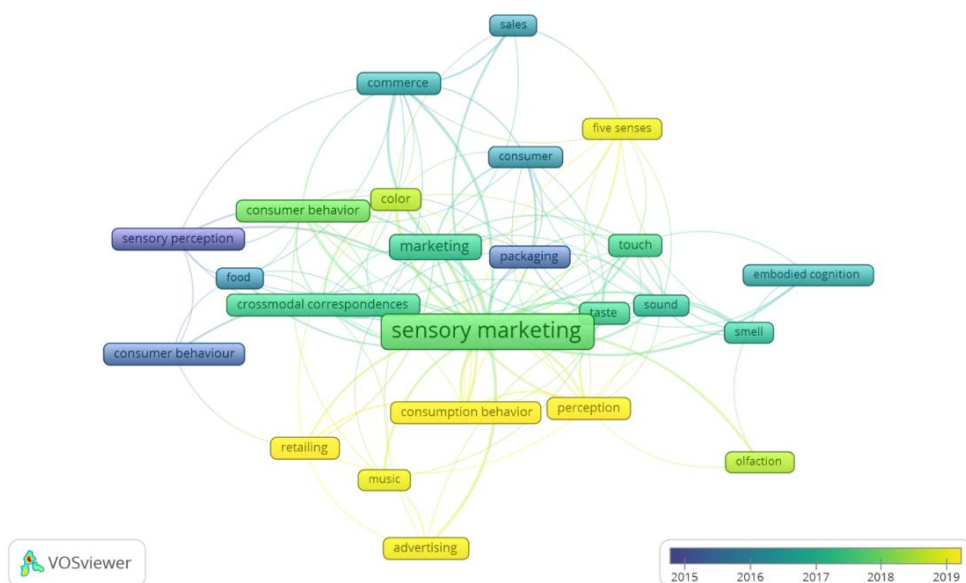 sales
commerce
five senses
consumer
color
consumer behavior
sensory perception
marketing
touch
packaging
food
embodied cognition
crossmodal correspondences
taste
sound
sensory marketing
smell
consumer behaviour
consumption behavior
perception
retailing
olfaction
music
advertising
VOSviewer
2015 2016 2017 2018 2019